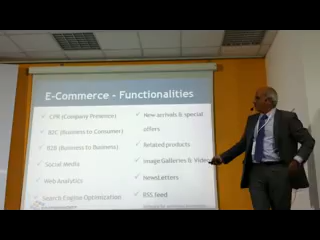 E-Commerce - Functionalities
CPR (Company Presence)
B2C (Business to Consumer)
B2B (Business to Business)
Social Media
Web Analytics
Search Engine Optimization
New arrivals & special
offers
Related products
Image Galleries & Video
NewsLetters
RSS Feed